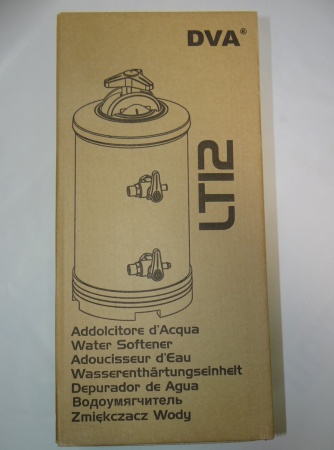 DVA®
LT12
Addolcitore d'Acqua
Water Softener
Adoucisseur d'Eau
Wasserenthärtungseinheit
Depurador de Agua
Водоумягчитель
Zmiękczacz Wody